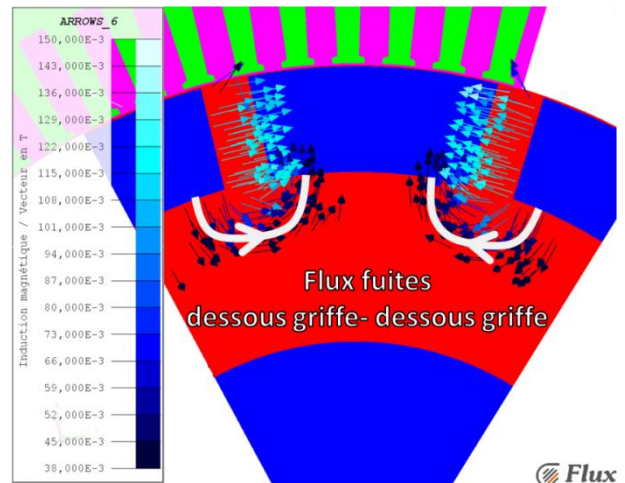 ARROWS_6
150,000E-3
143,000E-3
136,000E-3
129,000E-3
122,000E-3
115,000E-3
108,000E-3
101,000E-3
94,000E-3
87,000E-3
80,000E-3
73,000E-3
66,000E-3
59,000E-3
52,000E-3
45,000E-3
38,000E-3
Induction magnétique / Vecteur en T
Flux fuites
dessous griffe- dessous griffe
Flux